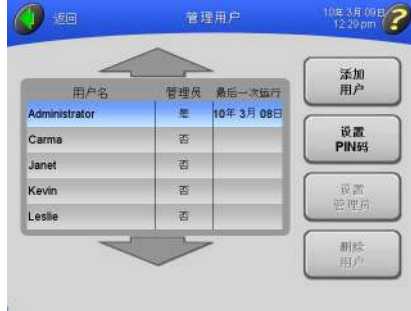 返回
管理用户
10年 3月 09日
12:29 pm
?
用户名 管理员 最后一次运行
Administrator 是 10年 3月 08日
Carma 否
Janet 否
Kevin 否
Leslie 否
添加
用户
设置
PIN码
设置
管理员
删除
用户